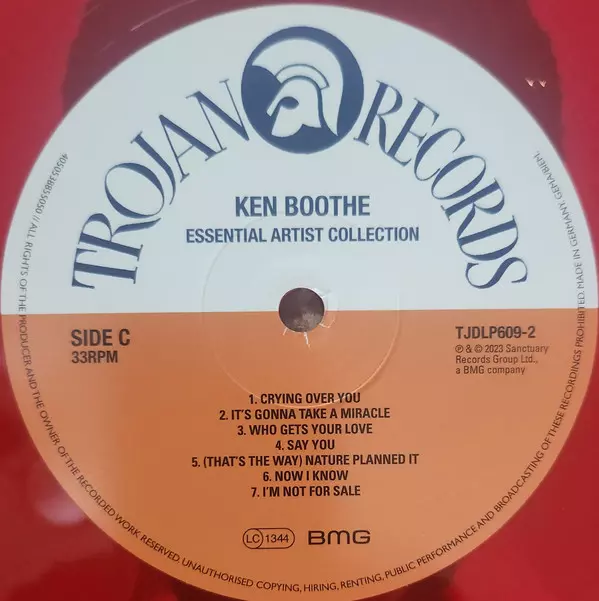 TROJAN RECORDS
KEN BOOTHE
ESSENTIAL ARTIST COLLECTION
SIDE C
33RPM
TJDLP609-2
℗ & © 2023 Sanctuary
Records Group Ltd.,
a BMG company
1. CRYING OVER YOU
2. IT'S GONNA TAKE A MIRACLE
3. WHO GETS YOUR LOVE
4. SAY YOU
5. (THAT'S THE WAY) NATURE PLANNED IT
6. NOW I KNOW
7. I'M NOT FOR SALE
LC 1344 BMG
4050538855050 // ALL RIGHTS OF THE PRODUCER AND THE OWNER OF THE RECORDED WORK RESERVED. UNAUTHORISED COPYING, HIRING, RENTING, PUBLIC PERFORMANCE AND BROADCASTING OF THESE RECORDINGS PROHIBITED. MADE IN GERMANY. GEMA/BIEM.